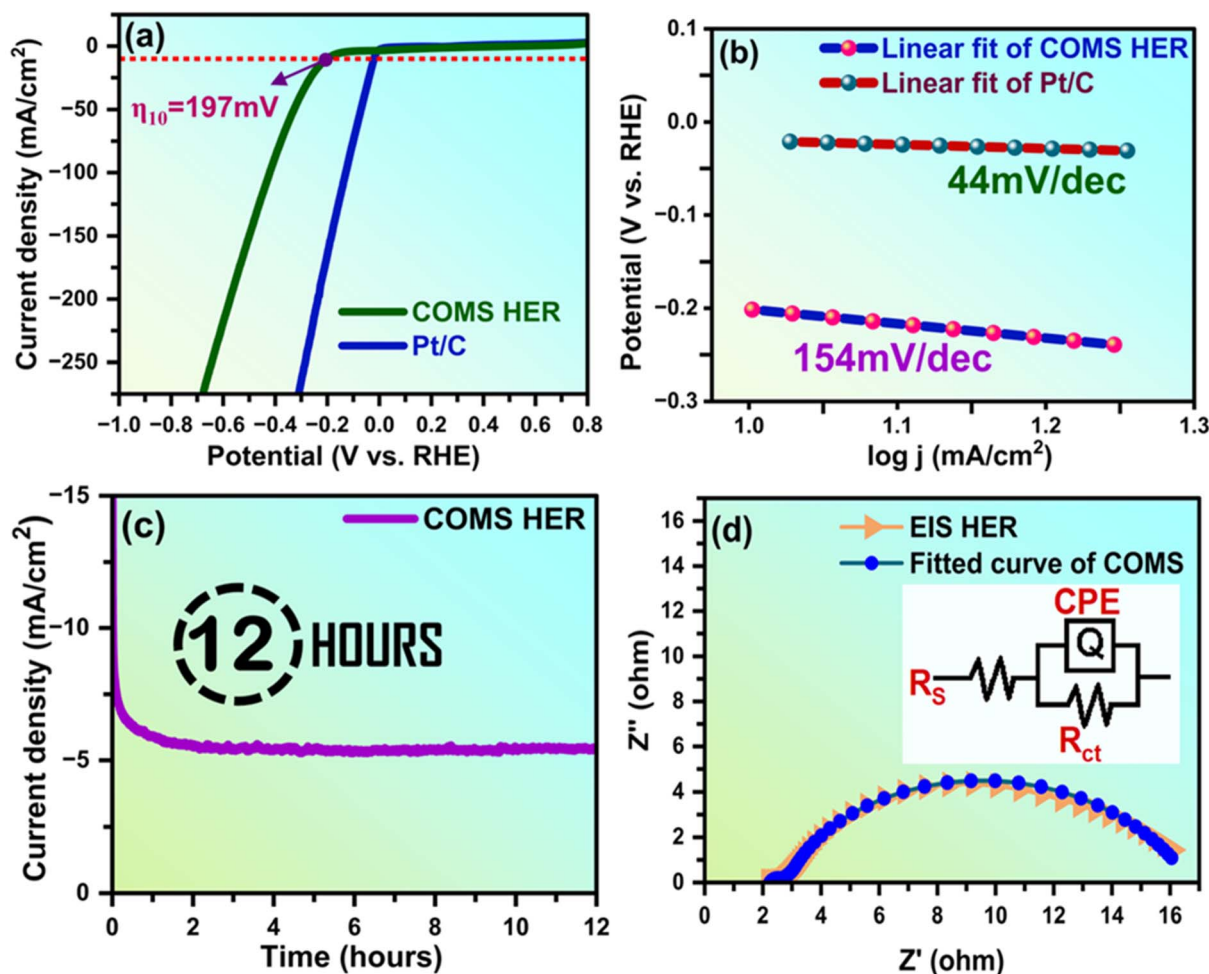 (a)
0
−50
−100
−150
−200
−250
Current density (mA/cm²)
η₁₀=197mV
COMS HER
Pt/C
−1.0 −0.8 −0.6 −0.4 −0.2 0.0 0.2 0.4 0.6 0.8
Potential (V vs. RHE)
(b)
0.1
0.0
−0.1
−0.2
−0.3
Potential (V vs. RHE)
Linear fit of COMS HER
Linear fit of Pt/C
44mV/dec
154mV/dec
1.0 1.1 1.2 1.3
log j (mA/cm²)
(c)
−15
−10
−5
0
Current density (mA/cm²)
COMS HER
12 HOURS
0 2 4 6 8 10 12
Time (hours)
(d)
16
14
12
10
8
6
4
2
0
Z" (ohm)
EIS HER
Fitted curve of COMS
CPE
Q
RS
Rct
0 2 4 6 8 10 12 14 16
Z' (ohm)